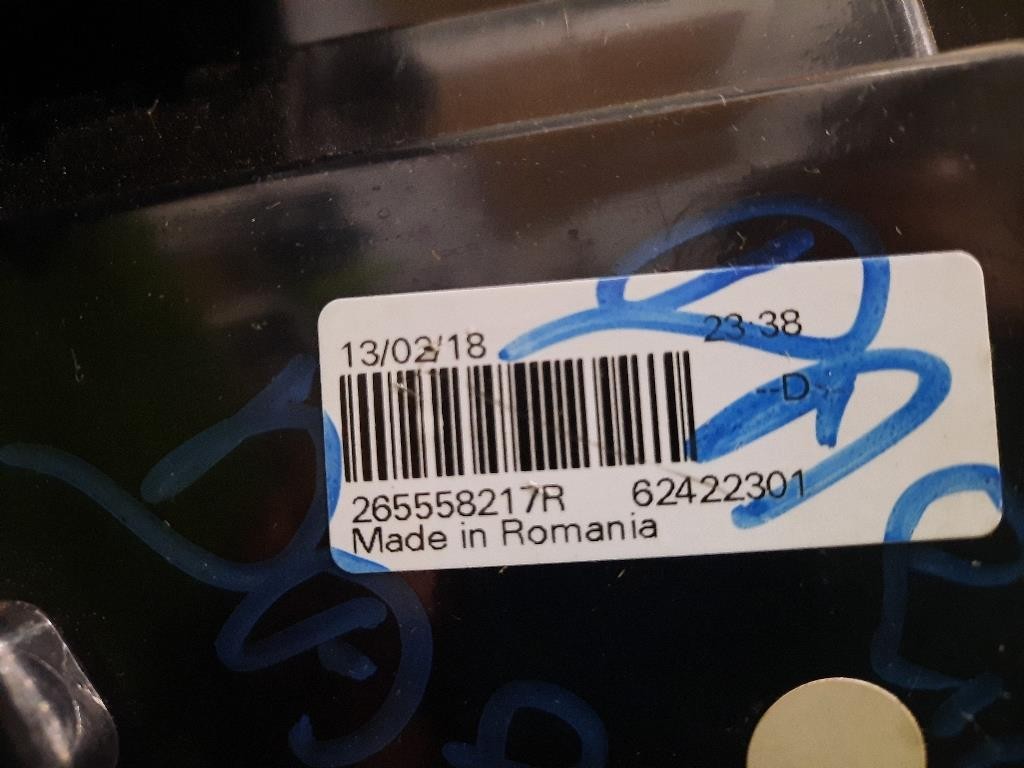 13/02/18 23:38
--D--
265558217R 62422301
Made in Romania